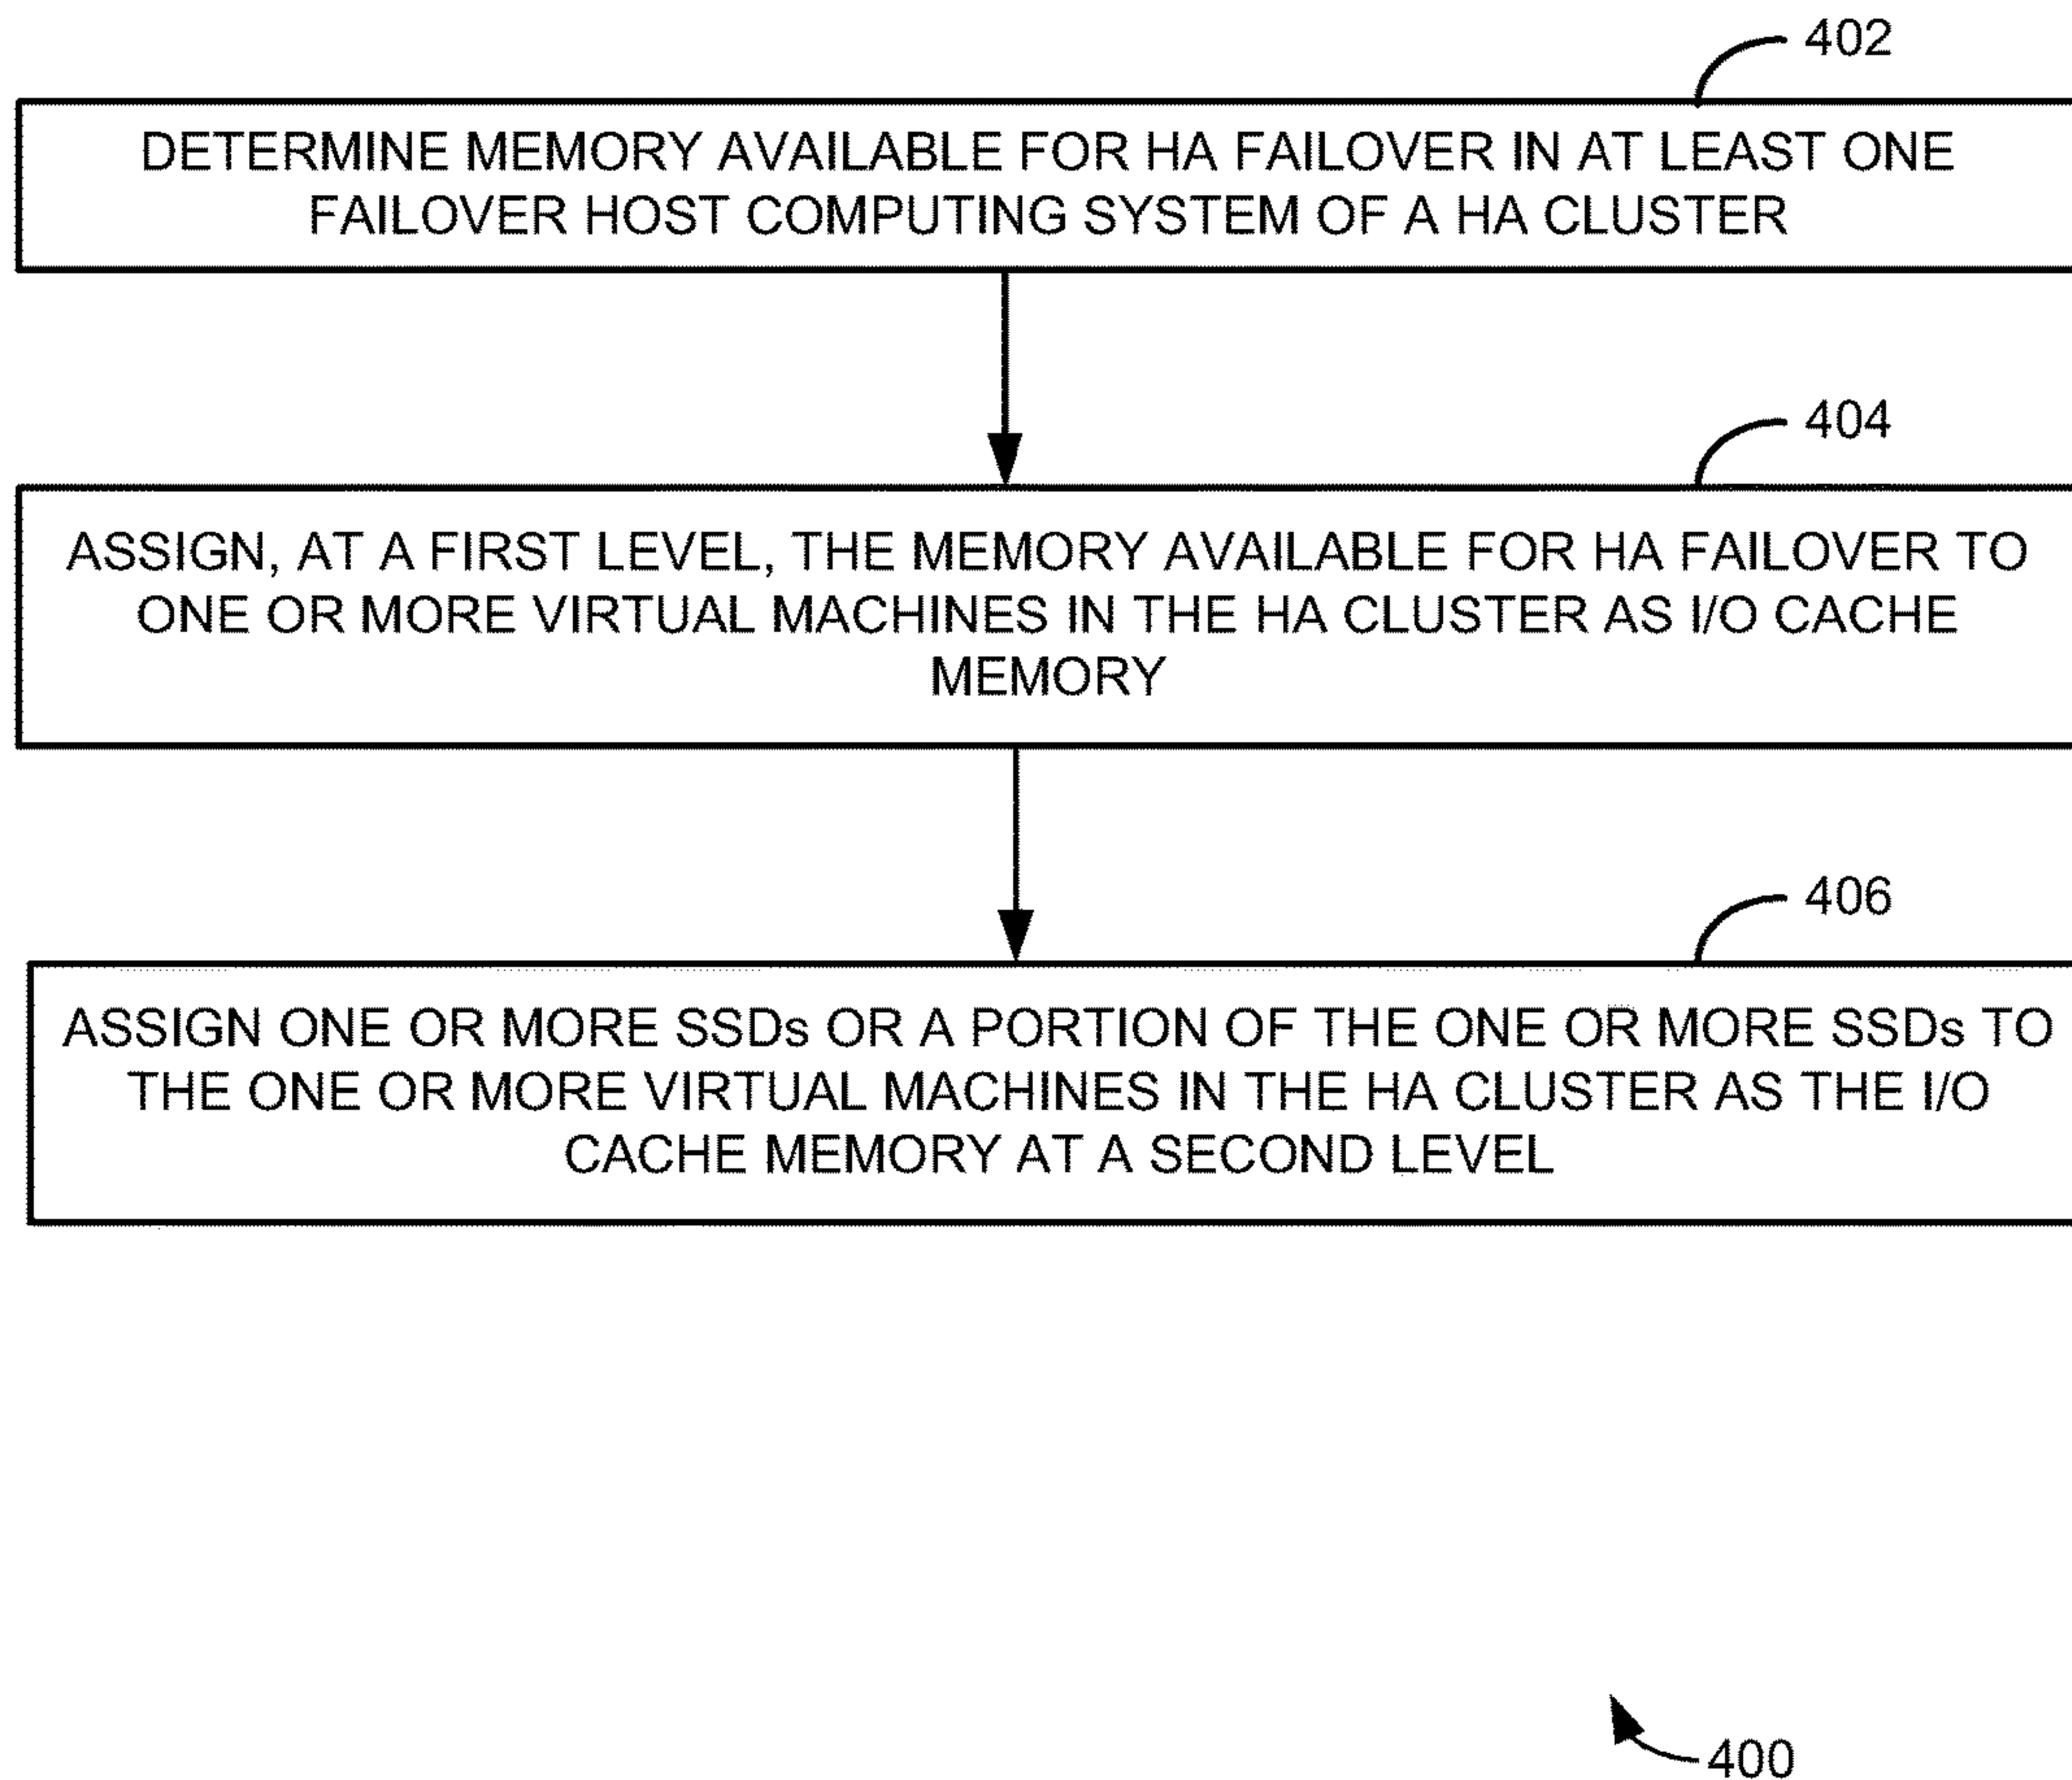 402
DETERMINE MEMORY AVAILABLE FOR HA FAILOVER IN AT LEAST ONE
FAILOVER HOST COMPUTING SYSTEM OF A HA CLUSTER
404
ASSIGN, AT A FIRST LEVEL, THE MEMORY AVAILABLE FOR HA FAILOVER TO
ONE OR MORE VIRTUAL MACHINES IN THE HA CLUSTER AS I/O CACHE
MEMORY
406
ASSIGN ONE OR MORE SSDs OR A PORTION OF THE ONE OR MORE SSDs TO
THE ONE OR MORE VIRTUAL MACHINES IN THE HA CLUSTER AS THE I/O
CACHE MEMORY AT A SECOND LEVEL
400